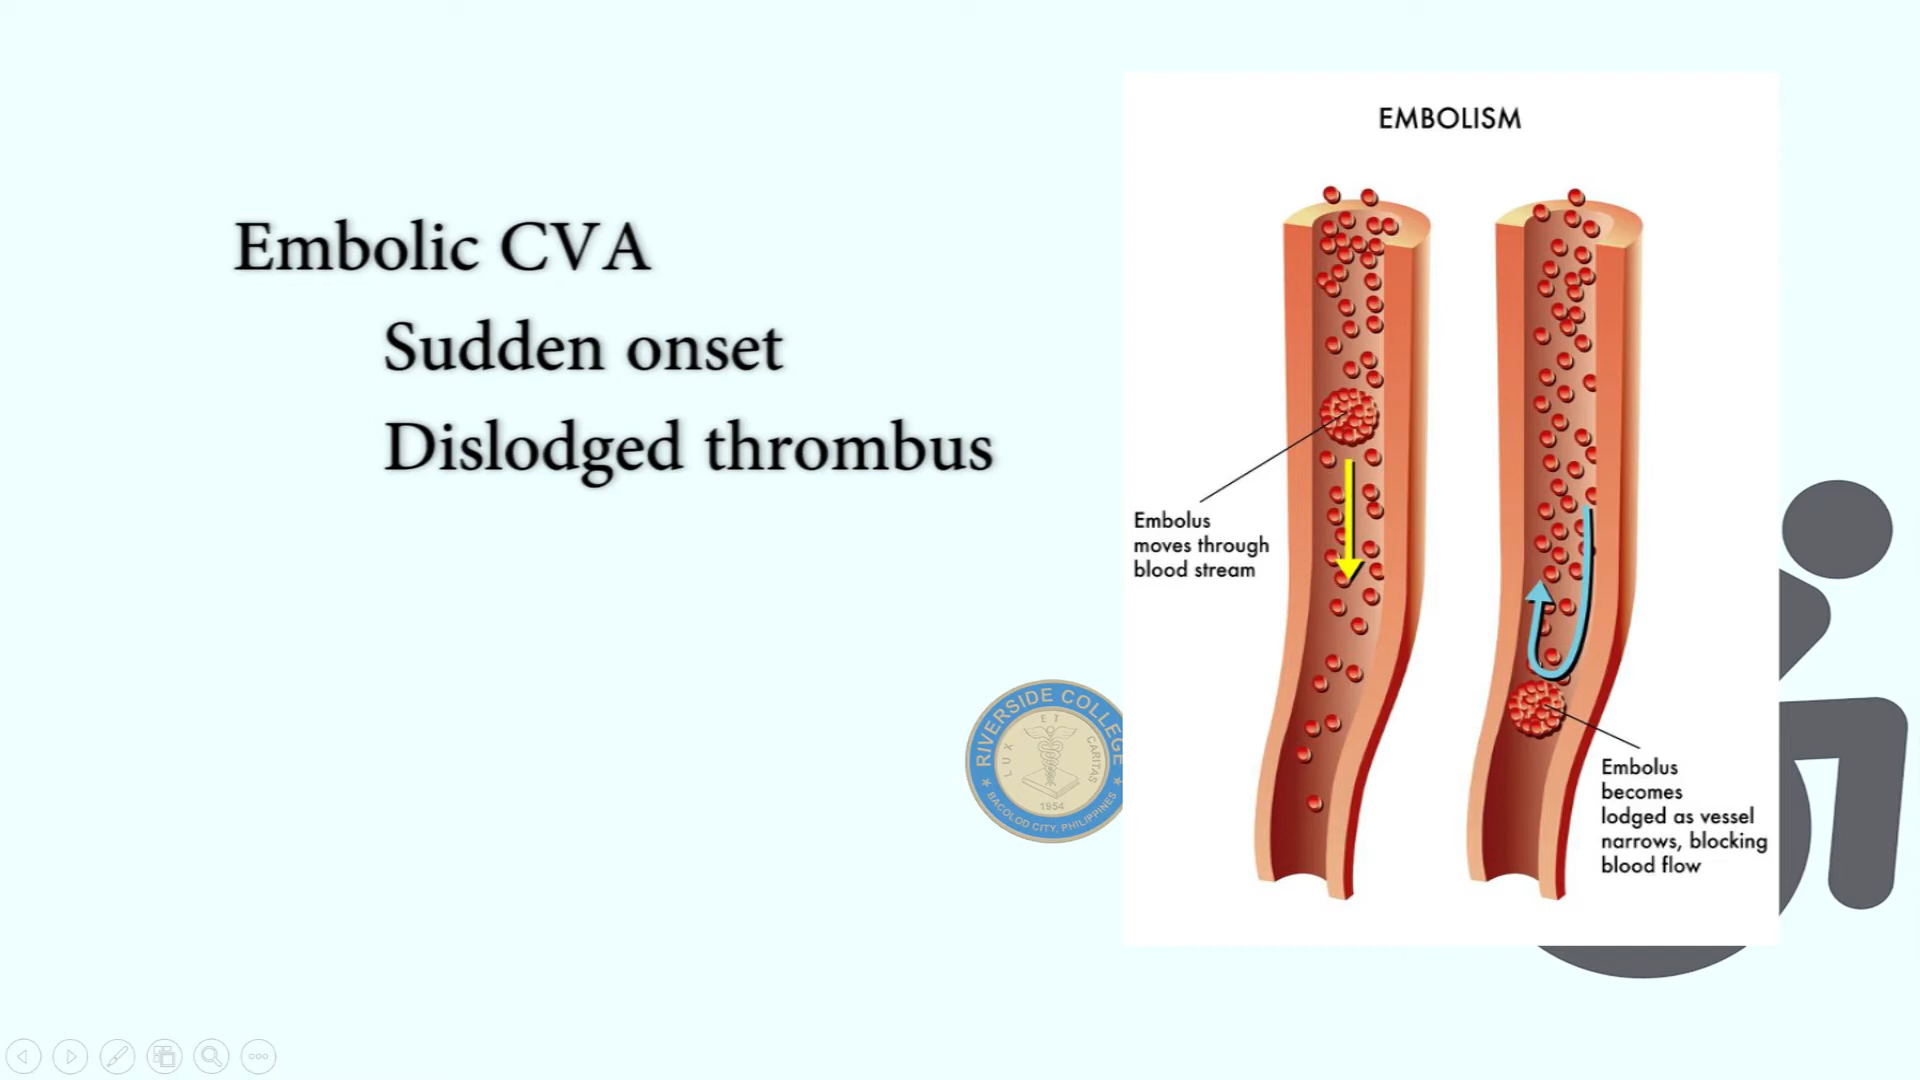 Embolic CVA
Sudden onset
Dislodged thrombus
EMBOLISM
Embolus
moves through
blood stream
Embolus
becomes
lodged as vessel
narrows, blocking
blood flow
RIVERSIDE COLLEGE
LUX ET CARITAS
1954
BACOLOD CITY, PHILIPPINES